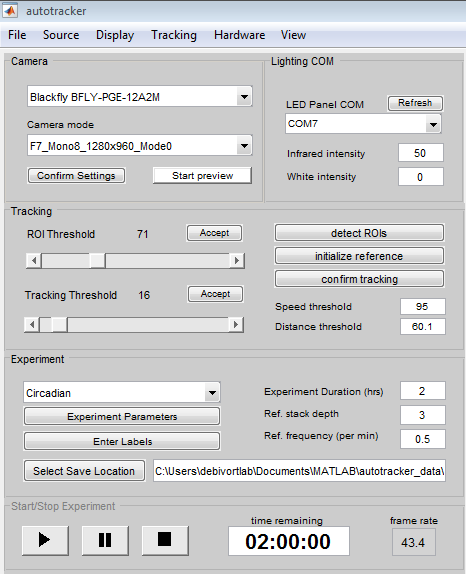 autotracker
File Source Display Tracking Hardware View
Camera
Blackfly BFLY-PGE-12A2M
Camera mode
F7_Mono8_1280x960_Mode0
Confirm Settings Start preview
Lighting COM
LED Panel COM Refresh
COM7
Infrared intensity 50
White intensity 0
Tracking
ROI Threshold 71 Accept
Tracking Threshold 16 Accept
detect ROIs
initialize reference
confirm tracking
Speed threshold 95
Distance threshold 60.1
Experiment
Circadian
Experiment Parameters
Enter Labels
Experiment Duration (hrs) 2
Ref. stack depth 3
Ref. frequency (per min) 0.5
Select Save Location C:\Users\debivortlab\Documents\MATLAB\autotracker_data\
Start/Stop Experiment
time remaining frame rate
02:00:00 43.4